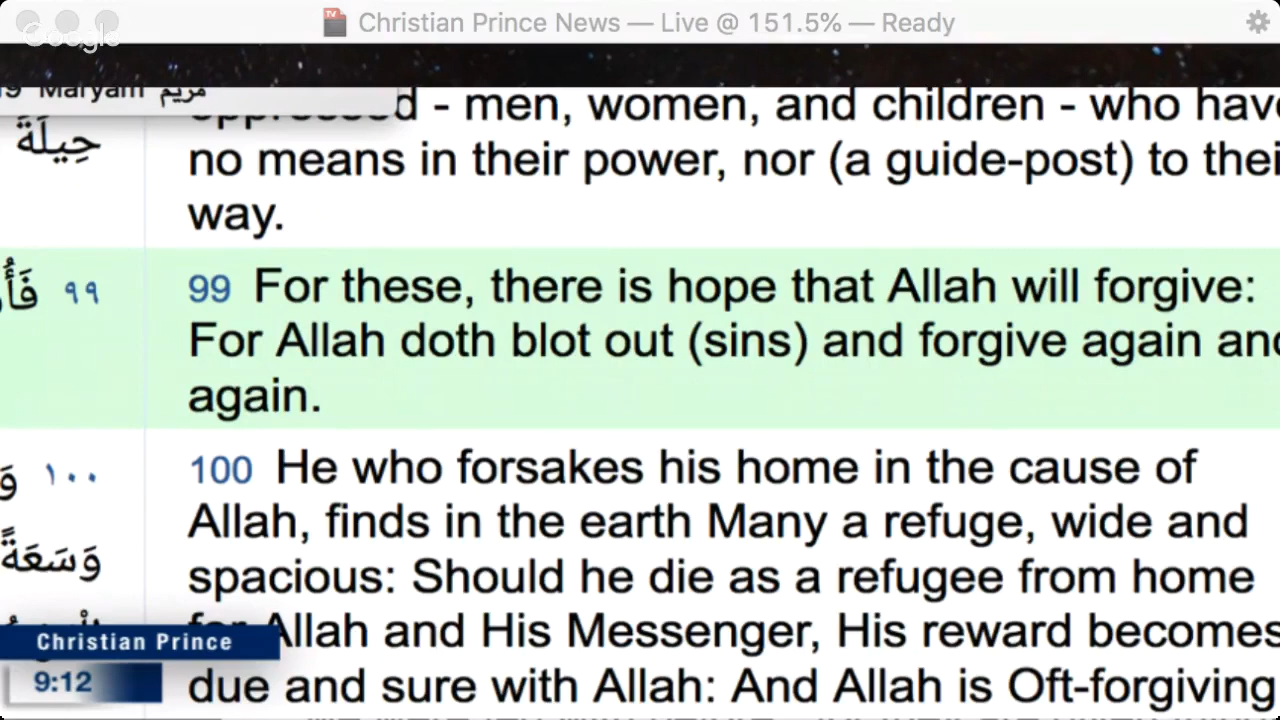 Christian Prince News — Live @ 151.5% — Ready
Google
Maryam مريم
d - men, women, and children - who have
حِيلَةً
no means in their power, nor (a guide-post) to thei
way.
٩٩
99 For these, there is hope that Allah will forgive:
For Allah doth blot out (sins) and forgive again and
again.
١٠٠
100 He who forsakes his home in the cause of
Allah, finds in the earth Many a refuge, wide and
وَسَعَةً
spacious: Should he die as a refugee from home
Allah and His Messenger, His reward becomes
Christian Prince
9:12
due and sure with Allah: And Allah is Oft-forgiving